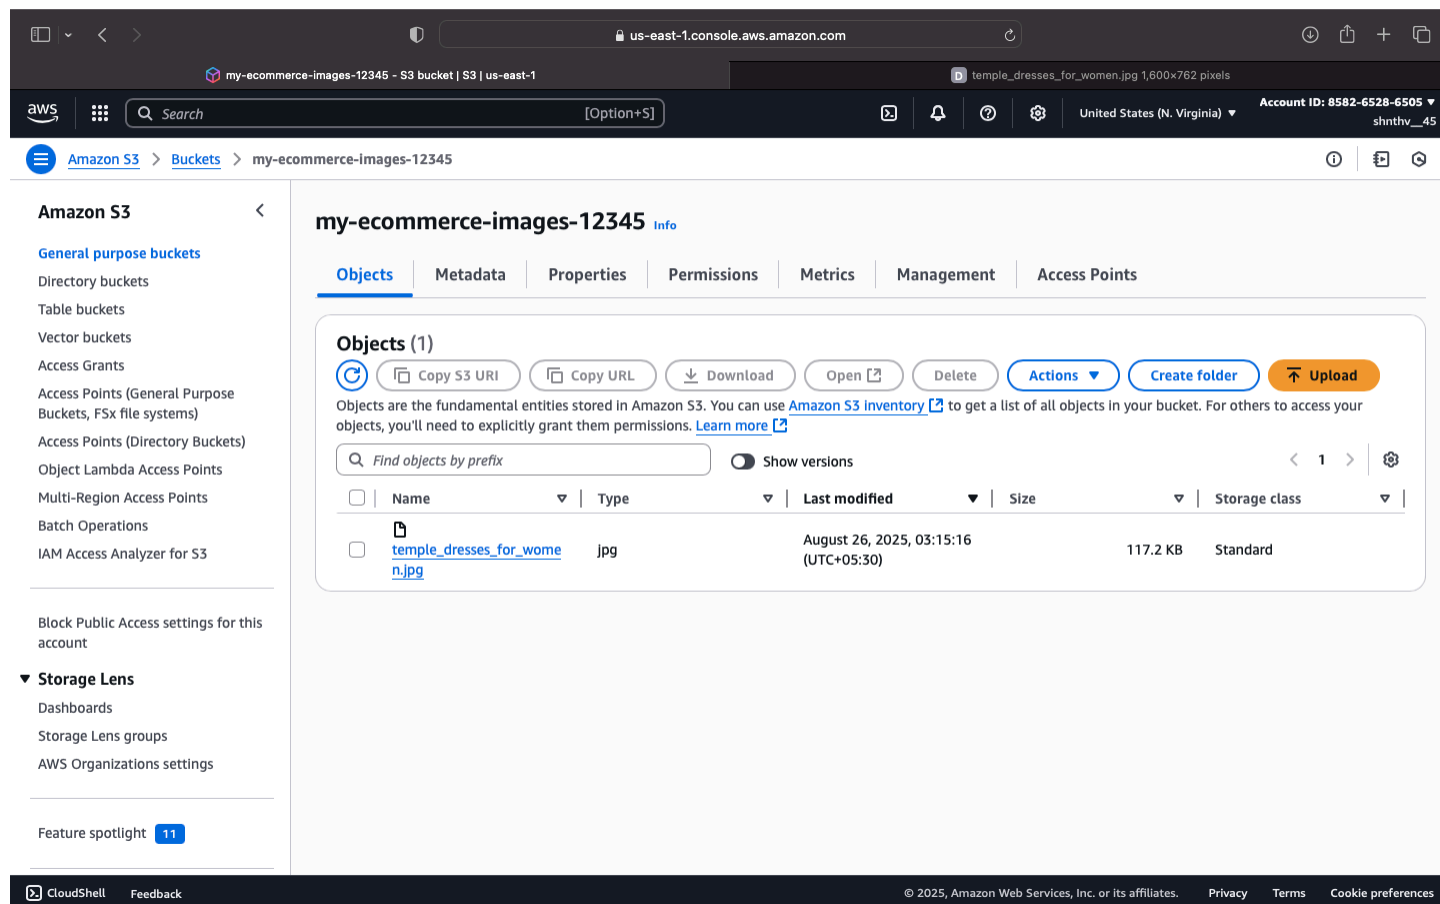 us-east-1.console.aws.amazon.com
my-ecommerce-images-12345 - S3 bucket | S3 | us-east-1
D temple_dresses_for_women.jpg 1,600×762 pixels
aws
Search [Option+S]
United States (N. Virginia) ▼
Account ID: 8582-6528-6505 ▼
shnthv__45
Amazon S3 > Buckets > my-ecommerce-images-12345
Amazon S3
General purpose buckets
Directory buckets
Table buckets
Vector buckets
Access Grants
Access Points (General Purpose
Buckets, FSx file systems)
Access Points (Directory Buckets)
Object Lambda Access Points
Multi-Region Access Points
Batch Operations
IAM Access Analyzer for S3
Block Public Access settings for this
account
Storage Lens
Dashboards
Storage Lens groups
AWS Organizations settings
Feature spotlight 11
my-ecommerce-images-12345 Info
Objects Metadata Properties Permissions Metrics Management Access Points
Objects (1)
Copy S3 URI Copy URL Download Open Delete Actions ▼ Create folder Upload
Objects are the fundamental entities stored in Amazon S3. You can use Amazon S3 inventory to get a list of all objects in your bucket. For others to access your
objects, you'll need to explicitly grant them permissions. Learn more
Find objects by prefix Show versions 1
Name Type Last modified Size Storage class
temple_dresses_for_wome
n.jpg
jpg
August 26, 2025, 03:15:16
(UTC+05:30)
117.2 KB
Standard
CloudShell Feedback © 2025, Amazon Web Services, Inc. or its affiliates. Privacy Terms Cookie preferences